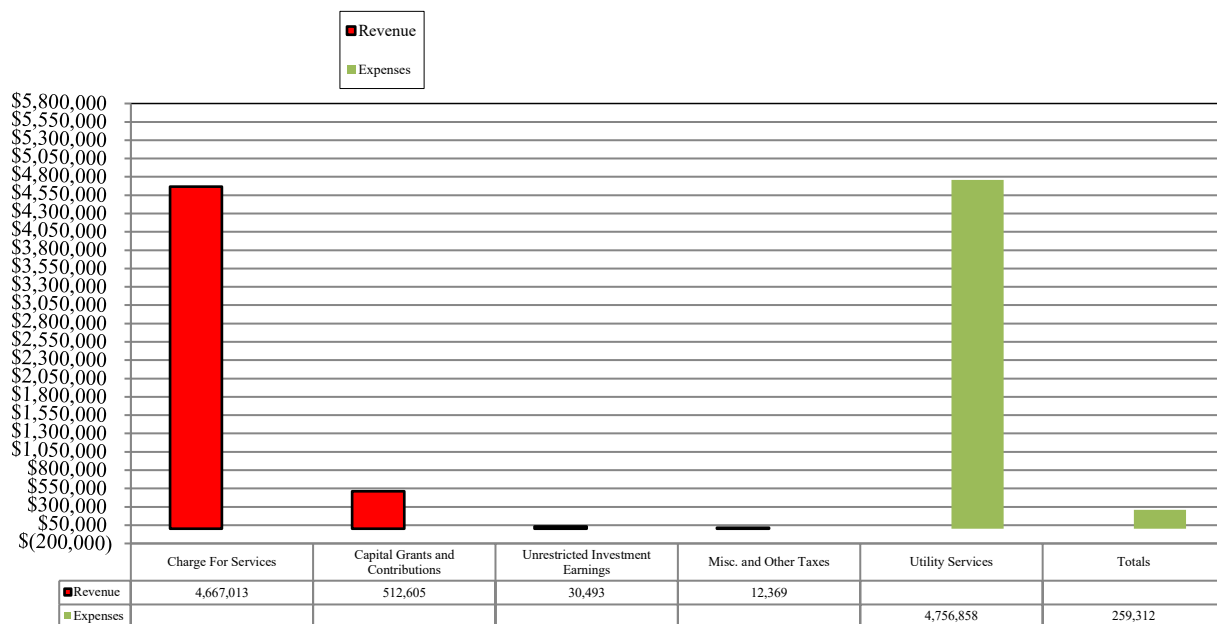 Revenue
Expenses
$5,800,000
$5,550,000
$5,300,000
$5,050,000
$4,800,000
$4,550,000
$4,300,000
$4,050,000
$3,800,000
$3,550,000
$3,300,000
$3,050,000
$2,800,000
$2,550,000
$2,300,000
$2,050,000
$1,800,000
$1,550,000
$1,300,000
$1,050,000
$800,000
$550,000
$300,000
$50,000
$(200,000)
Charge For Services
Capital Grants and
Contributions
Unrestricted Investment
Earnings
Misc. and Other Taxes
Utility Services
Totals
Revenue 4,667,013 512,605 30,493 12,369
Expenses 4,756,858 259,312